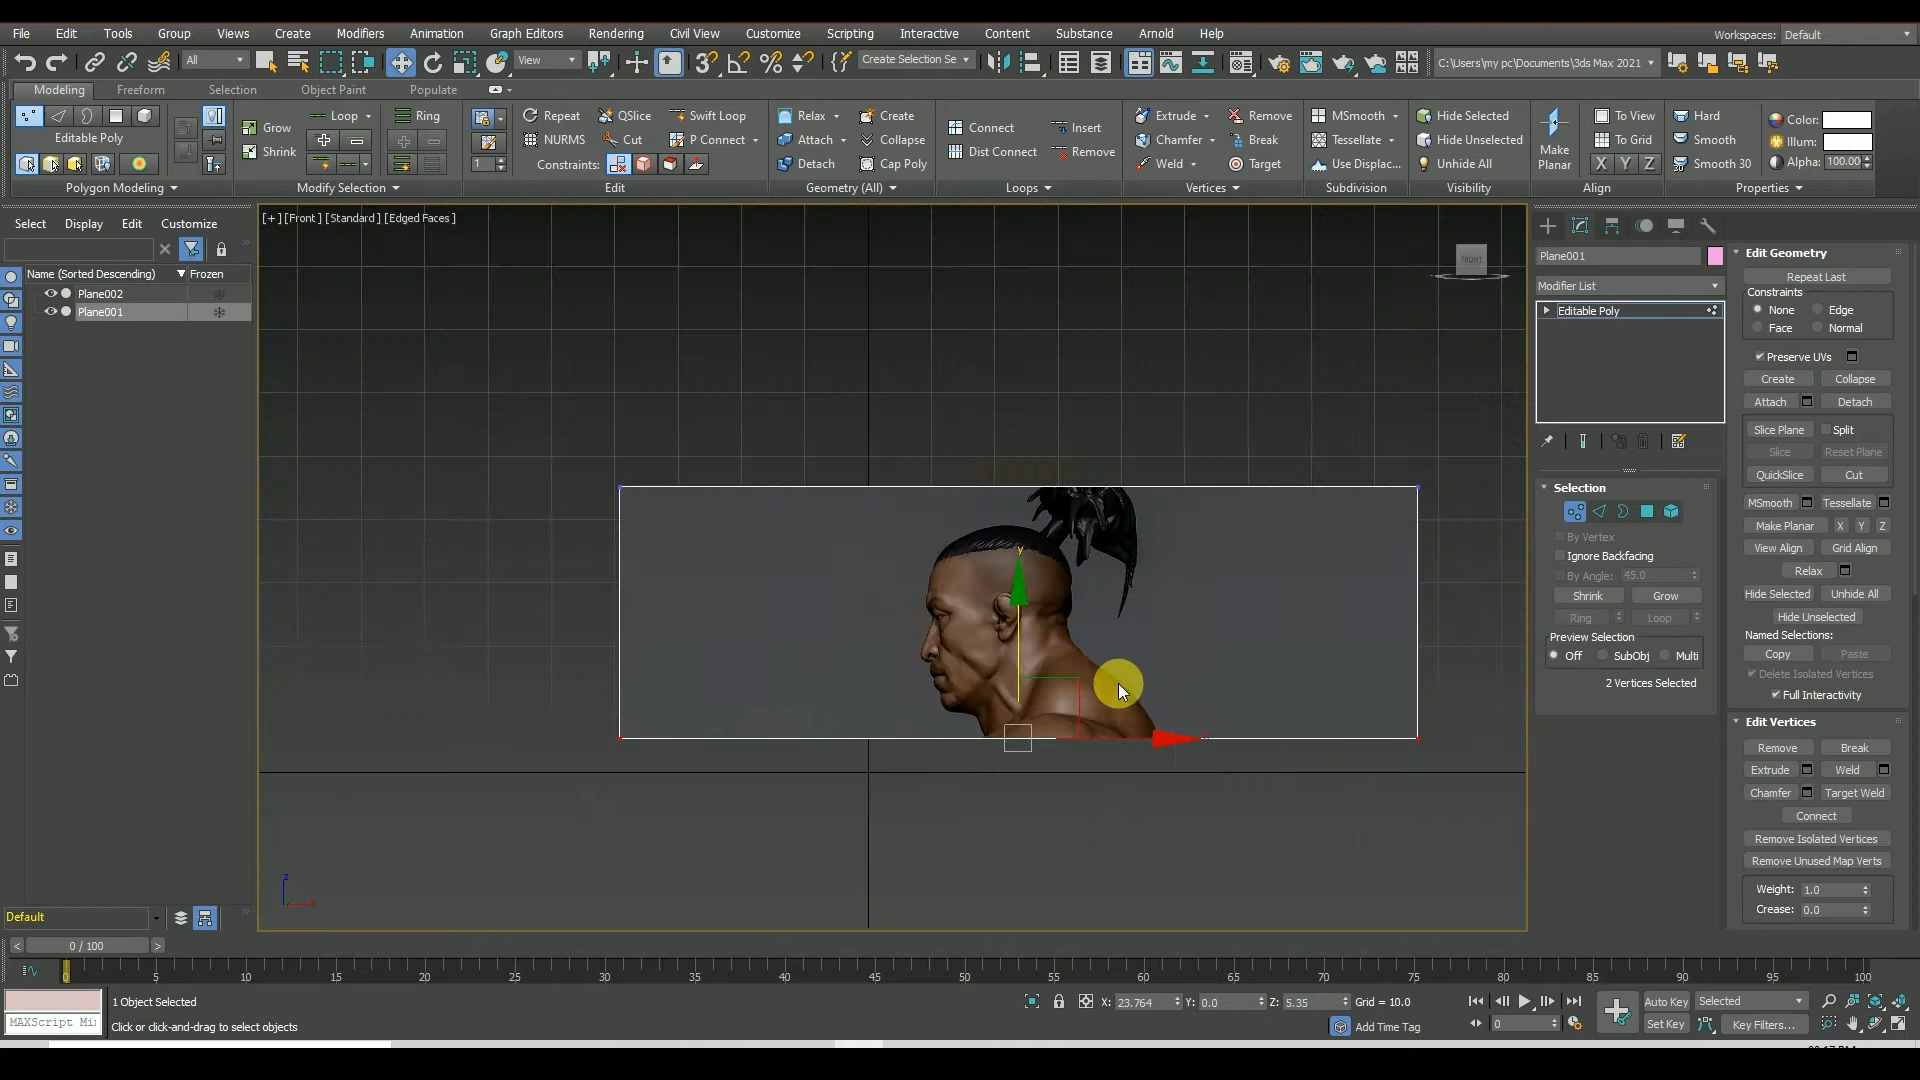 File Edit Tools Group Views Create Modifiers Animation Graph Editors Rendering Civil View Customize Scripting Interactive Content Substance Arnold Help Workspaces: Default
All View Create Selection Se C:\Users\my pc\Documents\3ds Max 2021
Modeling Freeform Selection Object Paint Populate
Loop Ring Repeat QSlice Swift Loop Relax Create Extrude Remove MSmooth Hide Selected To View Hard Color:
Editable Poly Grow Connect Insert
NURMS Cut P Connect Attach Collapse Chamfer Break Tessellate Hide Unselected Make Planar To Grid Smooth Illum:
Shrink 1 Constraints: Detach Cap Poly Dist Connect Remove Weld Target Use Displac... Unhide All X Y Z Smooth 30 Alpha: 100.00
Polygon Modeling Modify Selection Edit Geometry (All) Loops Vertices Subdivision Visibility Align Properties
Select Display Edit Customize
Name (Sorted Descending) Frozen
Plane002
Plane001
[+] [Front] [Standard] [Edged Faces]
FRONT
y
z
Default
Plane001
Modifier List
Editable Poly
Selection
By Vertex
Ignore Backfacing
By Angle: 45.0
Shrink Grow
Ring Loop
Preview Selection
Off SubObj Multi
2 Vertices Selected
Edit Geometry
Repeat Last
Constraints
None Edge
Face Normal
Preserve UVs
Create Collapse
Attach Detach
Slice Plane Split
Slice Reset Plane
QuickSlice Cut
MSmooth Tessellate
Make Planar X Y Z
View Align Grid Align
Relax
Hide Selected Unhide All
Hide Unselected
Named Selections:
Copy Paste
Delete Isolated Vertices
Full Interactivity
Edit Vertices
Remove Break
Extrude Weld
Chamfer Target Weld
Connect
Remove Isolated Vertices
Remove Unused Map Verts
Weight: 1.0
Crease: 0.0
< 0 / 100 >
0 5 10 15 20 25 30 35 40 45 50 55 60 65 70 75 80 85 90 95 100
1 Object Selected X: 23.764 Y: 0.0 Z: 5.35 Grid = 10.0 Auto Key Selected
MAXScript Mi Click or click-and-drag to select objects Add Time Tag 0 Set Key Key Filters...